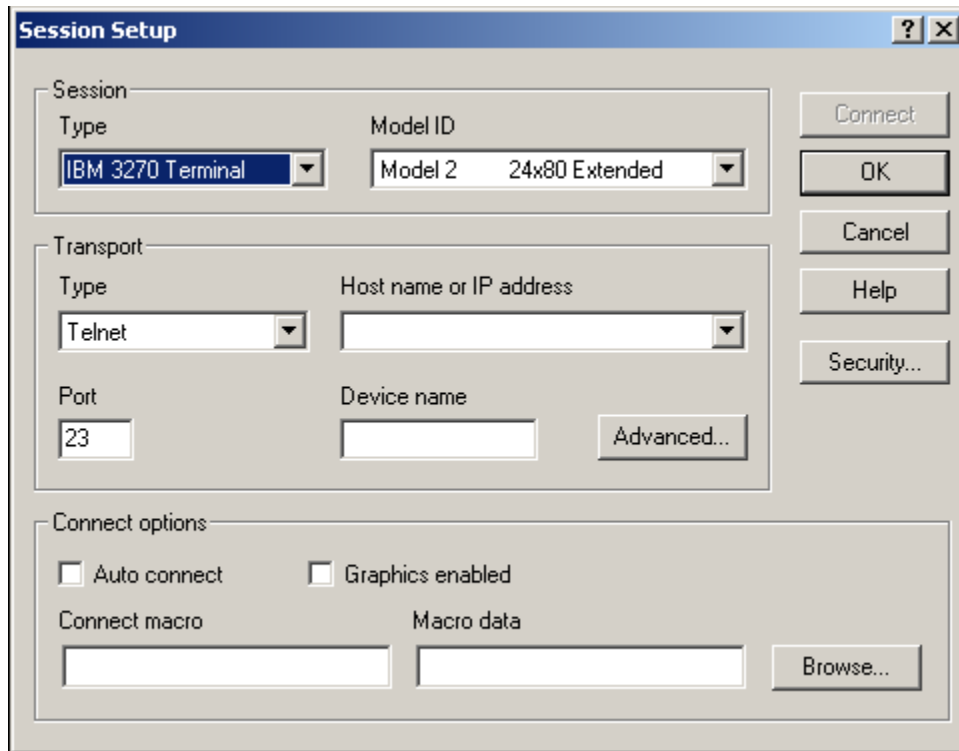 Session Setup
Session
Type Model ID
IBM 3270 Terminal Model 2 24x80 Extended
Connect
OK
Cancel
Help
Security...
Transport
Type Host name or IP address
Telnet
Port Device name
23 Advanced...
Connect options
Auto connect Graphics enabled
Connect macro Macro data
Browse...